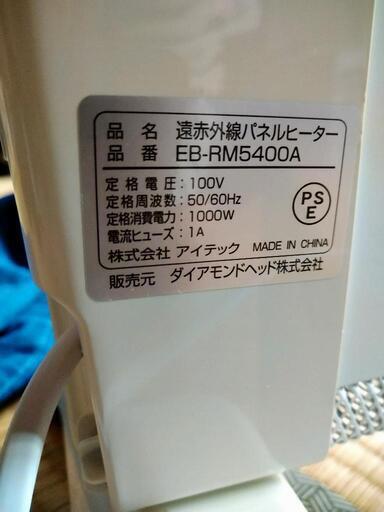 品名 遠赤外線パネルヒーター
品番 EB-RM5400A
定格電圧:100V
定格周波数:50/60Hz
定格消費電力:1000W
電流ヒューズ:1A
PS
E
株式会社 アイテック MADE IN CHINA
販売元 ダイアモンドヘッド株式会社